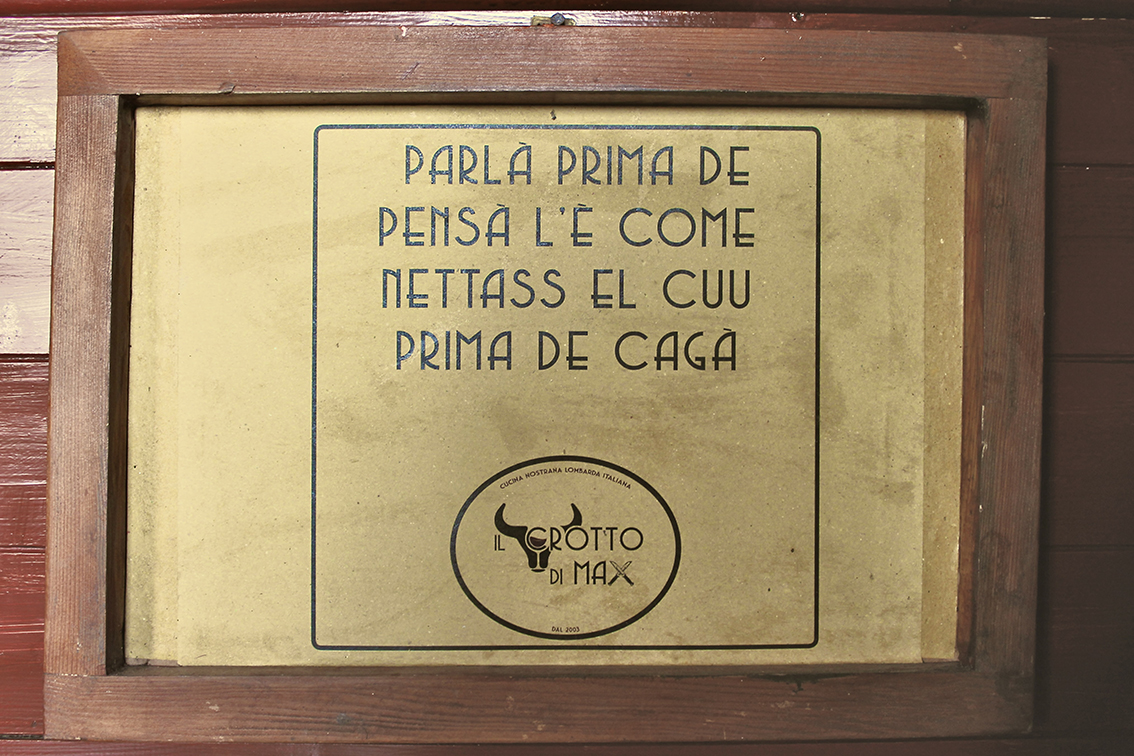 PARLÀ PRIMA DE
PENSÀ L'È COME
NETTASS EL CUU
PRIMA DE CAGÀ
CUCINA NOSTRANA LOMBARDA ITALIANA
IL GROTTO
DI MAX
DAL 2003